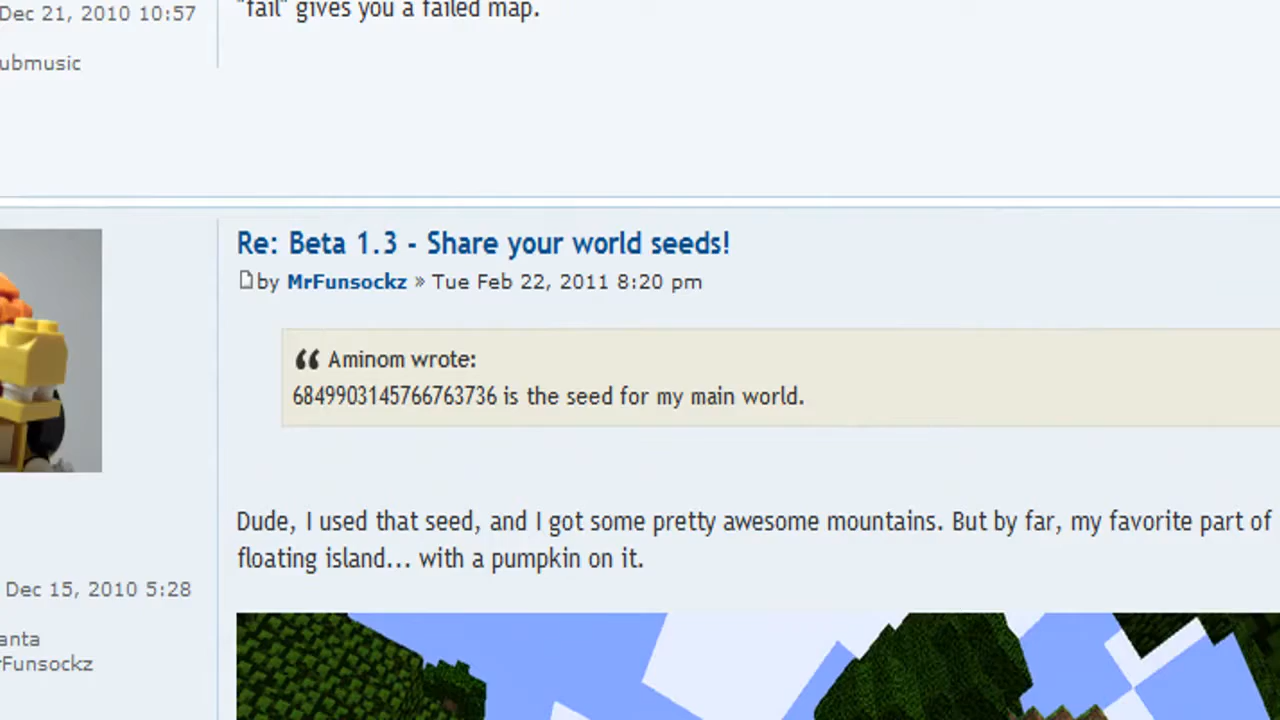 Dec 21, 2010 10:57
"fail" gives you a failed map.
ubmusic
Re: Beta 1.3 - Share your world seeds!
by MrFunsockz » Tue Feb 22, 2011 8:20 pm
Aminom wrote:
6849903145766763736 is the seed for my main world.
Dude, I used that seed, and I got some pretty awesome mountains. But by far, my favorite part of
floating island... with a pumpkin on it.
Dec 15, 2010 5:28
anta
rFunsockz